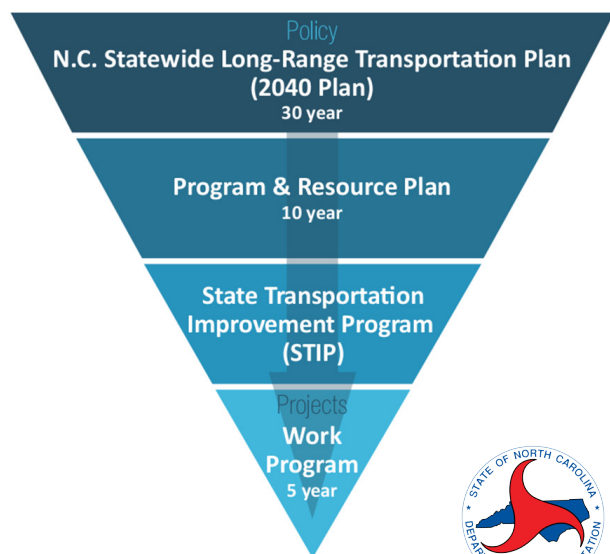 Policy
N.C. Statewide Long-Range Transportation Plan
(2040 Plan)
30 year
Program & Resource Plan
10 year
State Transportation
Improvement Program
(STIP)
Projects
Work
Program
5 year
STATE OF NORTH CAROLINA